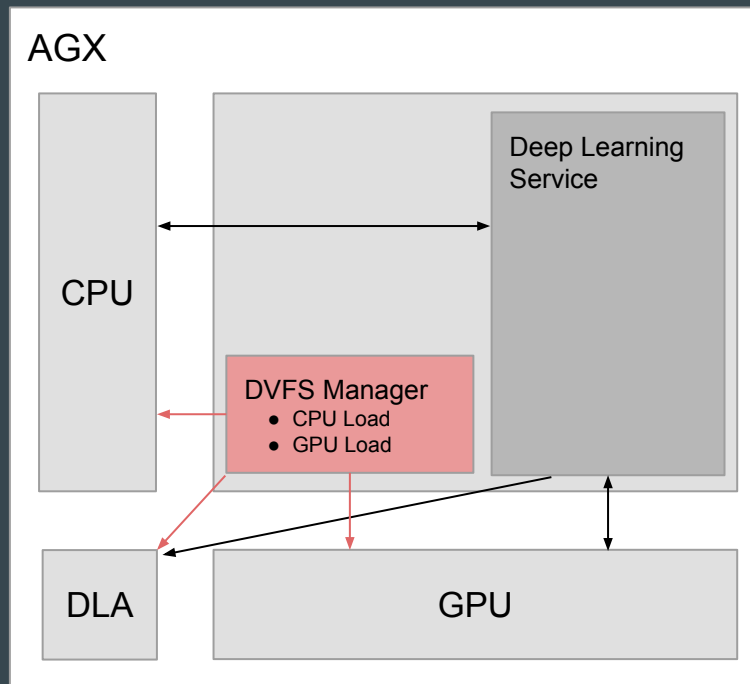 AGX
Deep Learning
Service
CPU
DVFS Manager
● CPU Load
● GPU Load
DLA
GPU